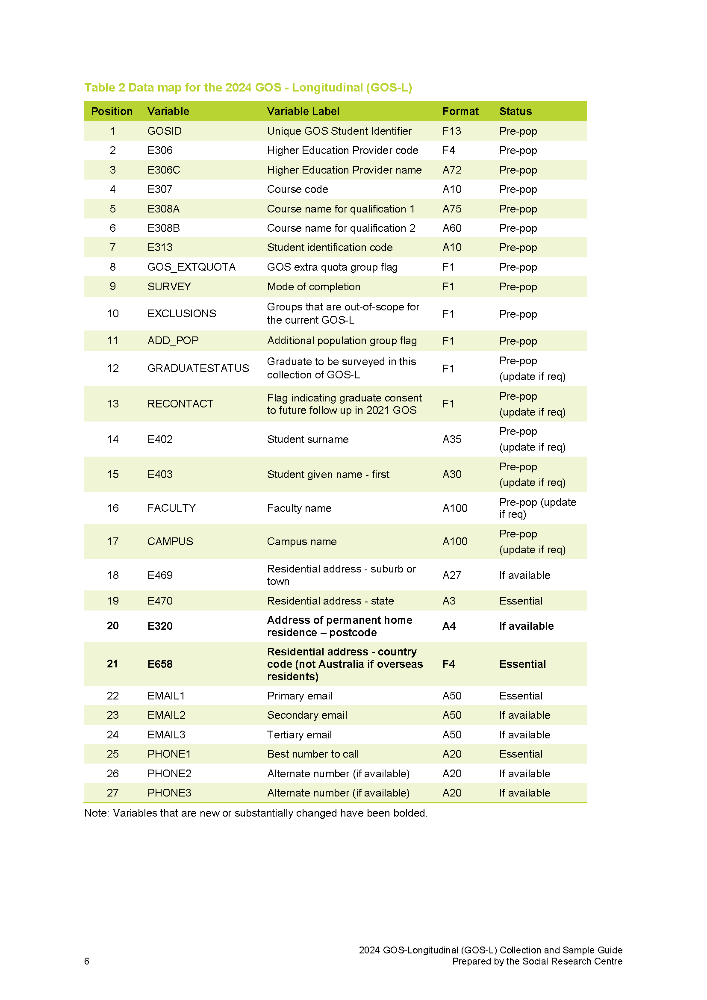 Table 2 Data map for the 2024 GOS - Longitudinal (GOS-L)
Position Variable Variable Label Format Status
1 GOSID Unique GOS Student Identifier F13 Pre-pop
2 E306 Higher Education Provider code F4 Pre-pop
3 E306C Higher Education Provider name A72 Pre-pop
4 E307 Course code A10 Pre-pop
5 E308A Course name for qualification 1 A75 Pre-pop
6 E308B Course name for qualification 2 A60 Pre-pop
7 E313 Student identification code A10 Pre-pop
8 GOS_EXTQUOTA GOS extra quota group flag F1 Pre-pop
9 SURVEY Mode of completion F1 Pre-pop
10 EXCLUSIONS Groups that are out-of-scope for
the current GOS-L F1 Pre-pop
11 ADD_POP Additional population group flag F1 Pre-pop
12 GRADUATESTATUS Graduate to be surveyed in this
collection of GOS-L F1 Pre-pop
(update if req)
13 RECONTACT Flag indicating graduate consent
to future follow up in 2021 GOS F1 Pre-pop
(update if req)
14 E402 Student surname A35 Pre-pop
(update if req)
15 E403 Student given name - first A30 Pre-pop
(update if req)
16 FACULTY Faculty name A100 Pre-pop (update
if req)
17 CAMPUS Campus name A100 Pre-pop
(update if req)
18 E469 Residential address - suburb or
town A27 If available
19 E470 Residential address - state A3 Essential
20 E320 Address of permanent home
residence – postcode A4 If available
21 E658 Residential address - country
code (not Australia if overseas
residents) F4 Essential
22 EMAIL1 Primary email A50 Essential
23 EMAIL2 Secondary email A50 If available
24 EMAIL3 Tertiary email A50 If available
25 PHONE1 Best number to call A20 Essential
26 PHONE2 Alternate number (if available) A20 If available
27 PHONE3 Alternate number (if available) A20 If available
Note: Variables that are new or substantially changed have been bolded.
2024 GOS-Longitudinal (GOS-L) Collection and Sample Guide
6 Prepared by the Social Research Centre